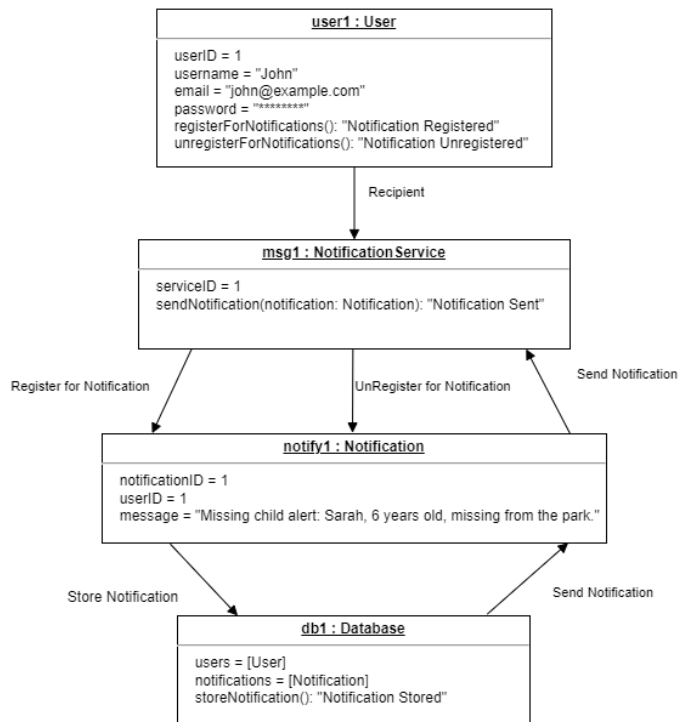 user1 : User
userID = 1
username = "John"
email = "john@example.com"
password = "********"
registerForNotifications(): "Notification Registered"
unregisterForNotifications(): "Notification Unregistered"
Recipient
msg1 : NotificationService
serviceID = 1
sendNotification(notification: Notification): "Notification Sent"
Register for Notification
UnRegister for Notification
Send Notification
notify1 : Notification
notificationID = 1
userID = 1
message = "Missing child alert: Sarah, 6 years old, missing from the park."
Store Notification
Send Notification
db1 : Database
users = [User]
notifications = [Notification]
storeNotification(): "Notification Stored"